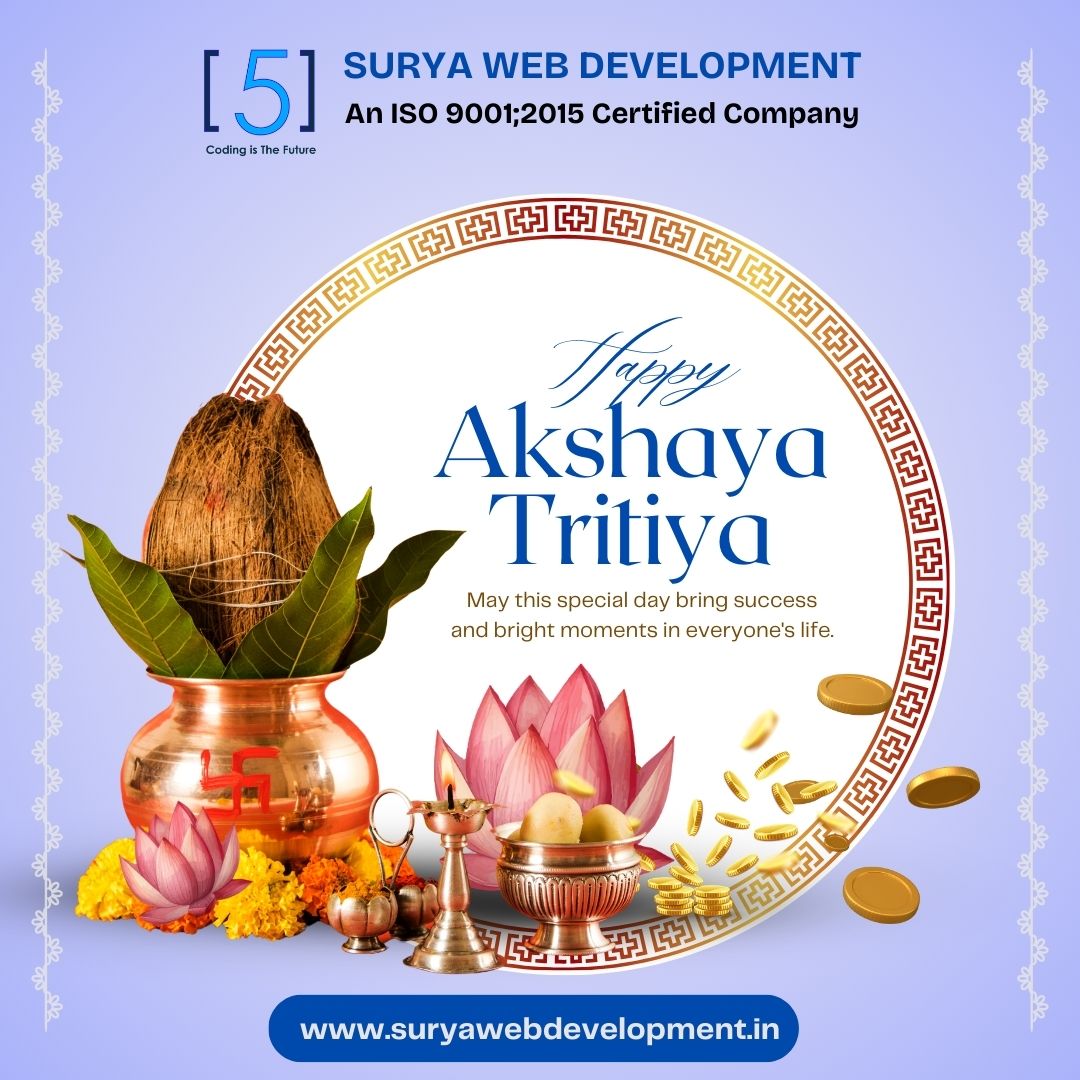 [5]
Coding is The Future
SURYA WEB DEVELOPMENT
An ISO 9001;2015 Certified Company
Happy
Akshaya
Tritiya
May this special day bring success
and bright moments in everyone's life.
www.suryawebdevelopment.in